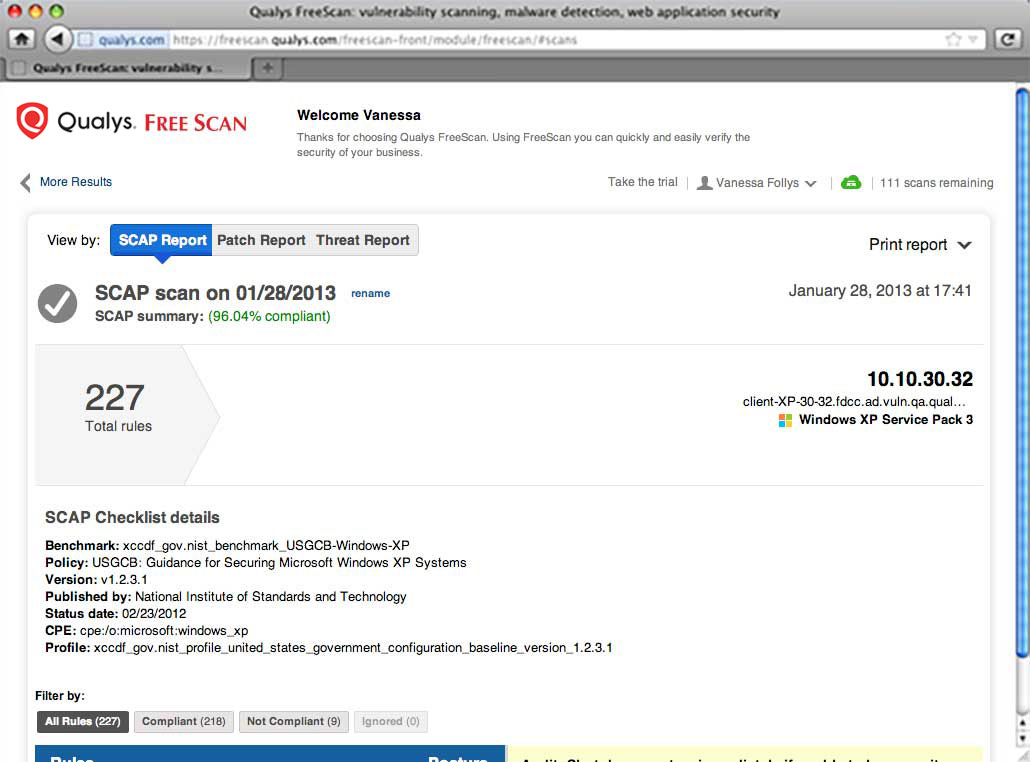 Qualys FreeScan: vulnerability scanning, malware detection, web application security
qualys.com https://freescan.qualys.com/freescan-front/module/freescan/#scans
Qualys FreeScan: vulnerability s...
Qualys. FREE SCAN
Welcome Vanessa
Thanks for choosing Qualys FreeScan. Using FreeScan you can quickly and easily verify the
security of your business.
More Results
Take the trial
Vanessa Follys
111 scans remaining
View by:
SCAP Report
Patch Report
Threat Report
Print report
SCAP scan on 01/28/2013 rename
January 28, 2013 at 17:41
SCAP summary: (96.04% compliant)
227
Total rules
10.10.30.32
client-XP-30-32.fdcc.ad.vuln.qa.qual...
Windows XP Service Pack 3
SCAP Checklist details
Benchmark: xccdf_gov.nist_benchmark_USGCB-Windows-XP
Policy: USGCB: Guidance for Securing Microsoft Windows XP Systems
Version: v1.2.3.1
Published by: National Institute of Standards and Technology
Status date: 02/23/2012
CPE: cpe:/o:microsoft:windows_xp
Profile: xccdf_gov.nist_profile_united_states_government_configuration_baseline_version_1.2.3.1
Filter by:
All Rules (227)
Compliant (218)
Not Compliant (9)
Ignored (0)
Rules
Posture